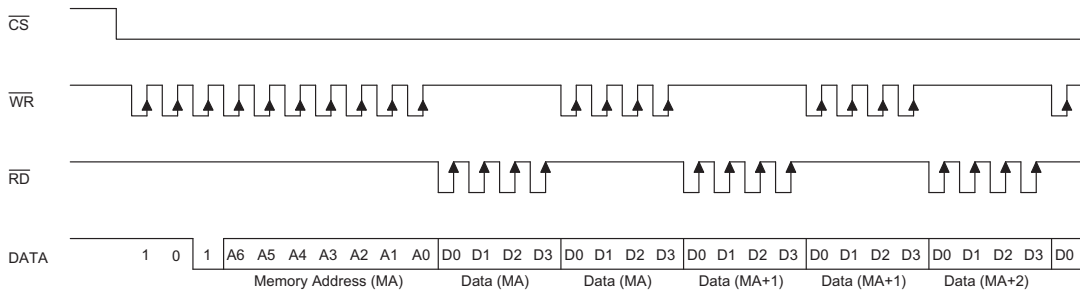 CS
WR
RD
DATA 1 0 1 A6 A5 A4 A3 A2 A1 A0 D0 D1 D2 D3 D0 D1 D2 D3 D0 D1 D2 D3 D0 D1 D2 D3 D0 D1 D2 D3 D0
Memory Address (MA) Data (MA) Data (MA) Data (MA+1) Data (MA+1) Data (MA+2)